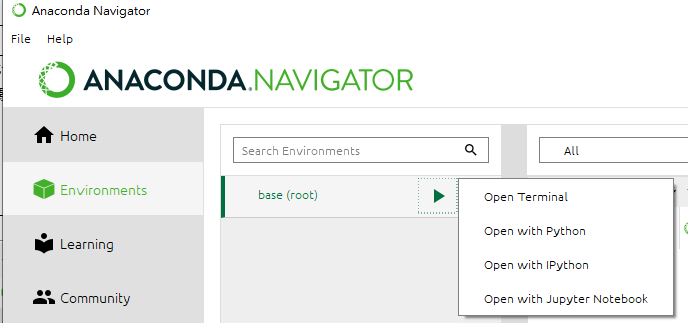 Anaconda Navigator
File Help
ANACONDA.NAVIGATOR
Home
Search Environments
All
Environments
base (root)
Open Terminal
Open with Python
Learning
Open with IPython
Community
Open with Jupyter Notebook